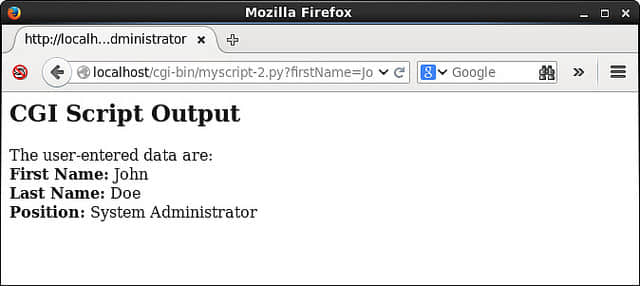 Mozilla Firefox
http://localh...dministrator
localhost/cgi-bin/myscript-2.py?firstName=Jo
Google
CGI Script Output
The user-entered data are:
First Name: John
Last Name: Doe
Position: System Administrator